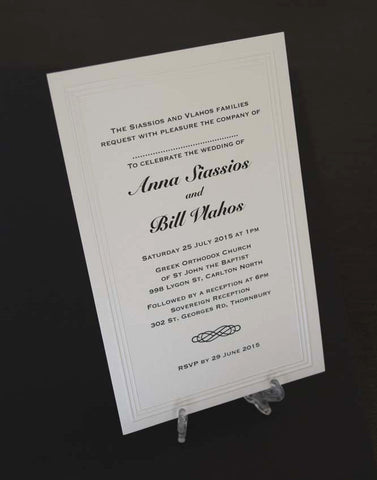 The Siassios and Vlahos families
request with pleasure the company of
........................................
To celebrate the wedding of
Anna Siassios
and
Bill Vlahos
Saturday 25 July 2015 at 1pm
Greek Orthodox Church
of St John the Baptist
998 Lygon St, Carlton North
Followed by a reception at 6pm
Sovereign Reception
302 St. Georges Rd, Thornbury
RSVP by 29 June 2015